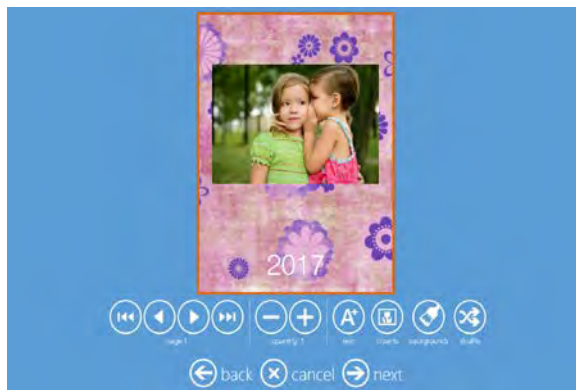 2017
page 1 quantity: 1 text cliparts backgrounds shuffle
back cancel next